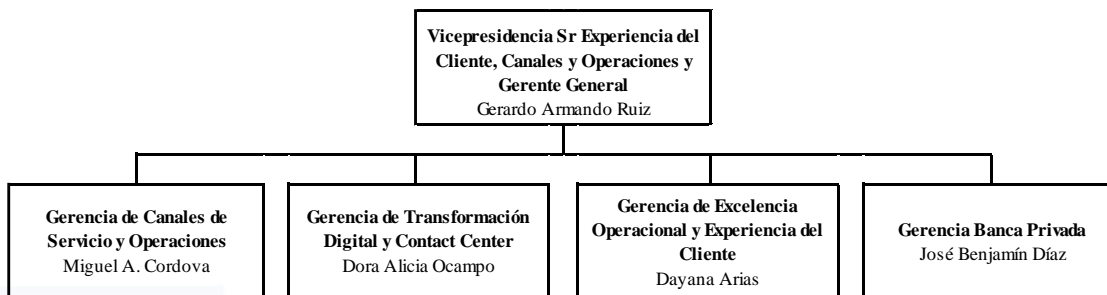 Vicepresidencia Sr Experiencia del
Cliente, Canales y Operaciones y
Gerente General
Gerardo Armando Ruiz
Gerencia de Canales de
Servicio y Operaciones
Miguel A. Cordova
Gerencia de Transformación
Digital y Contact Center
Dora Alicia Ocampo
Gerencia de Excelencia
Operacional y Experiencia del
Cliente
Dayana Arias
Gerencia Banca Privada
José Benjamín Díaz